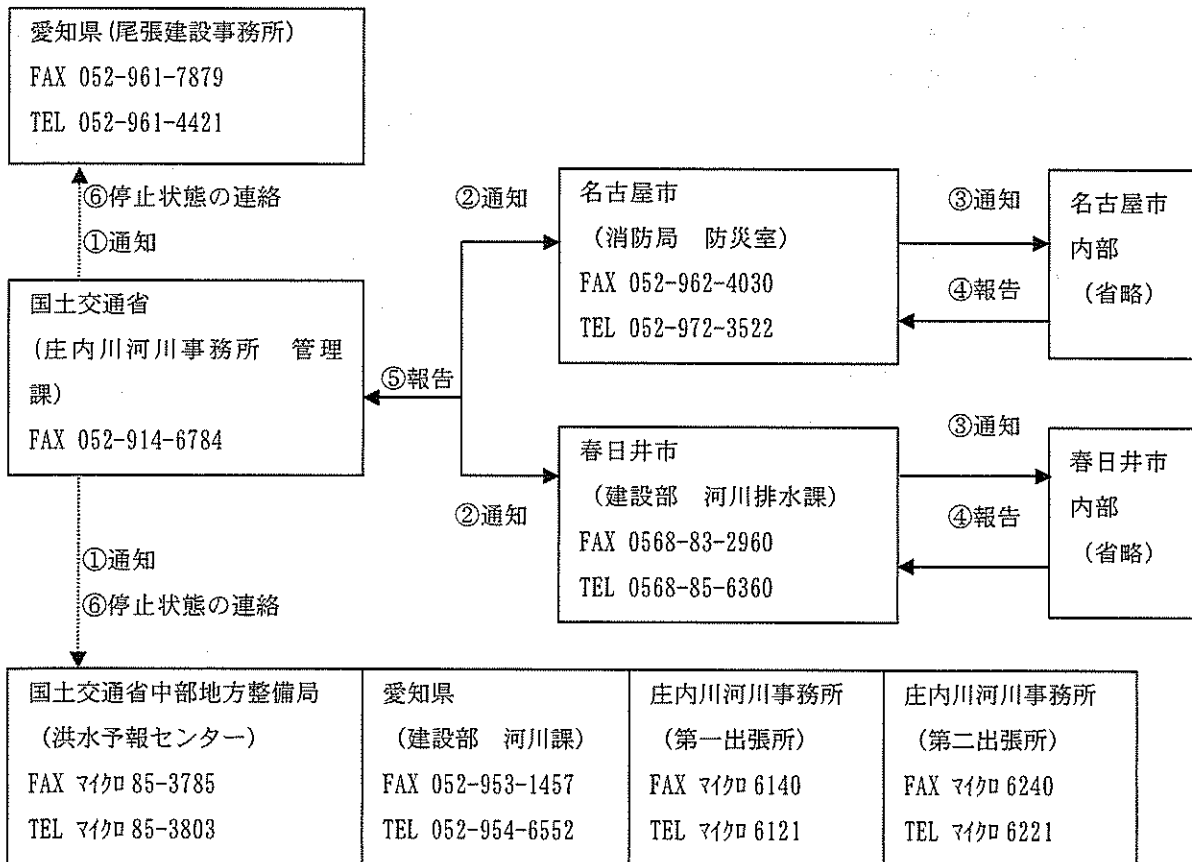 愛知県(尾張建設事務所)
FAX 052-961-7879
TEL 052-961-4421
⑥停止状態の連絡
①通知
国土交通省
(庄内川河川事務所 管理
課)
FAX 052-914-6784
①通知
⑥停止状態の連絡
⑤報告
②通知
②通知
名古屋市
(消防局 防災室)
FAX 052-962-4030
TEL 052-972-3522
③通知
④報告
名古屋市
内部
(省略)
春日井市
(建設部 河川排水課)
FAX 0568-83-2960
TEL 0568-85-6360
③通知
④報告
春日井市
内部
(省略)
国土交通省中部地方整備局
(洪水予報センター)
FAX マイクロ 85-3785
TEL マイクロ 85-3803
愛知県
(建設部 河川課)
FAX 052-953-1457
TEL 052-954-6552
庄内川河川事務所
(第一出張所)
FAX マイクロ 6140
TEL マイクロ 6121
庄内川河川事務所
(第二出張所)
FAX マイクロ 6240
TEL マイクロ 6221